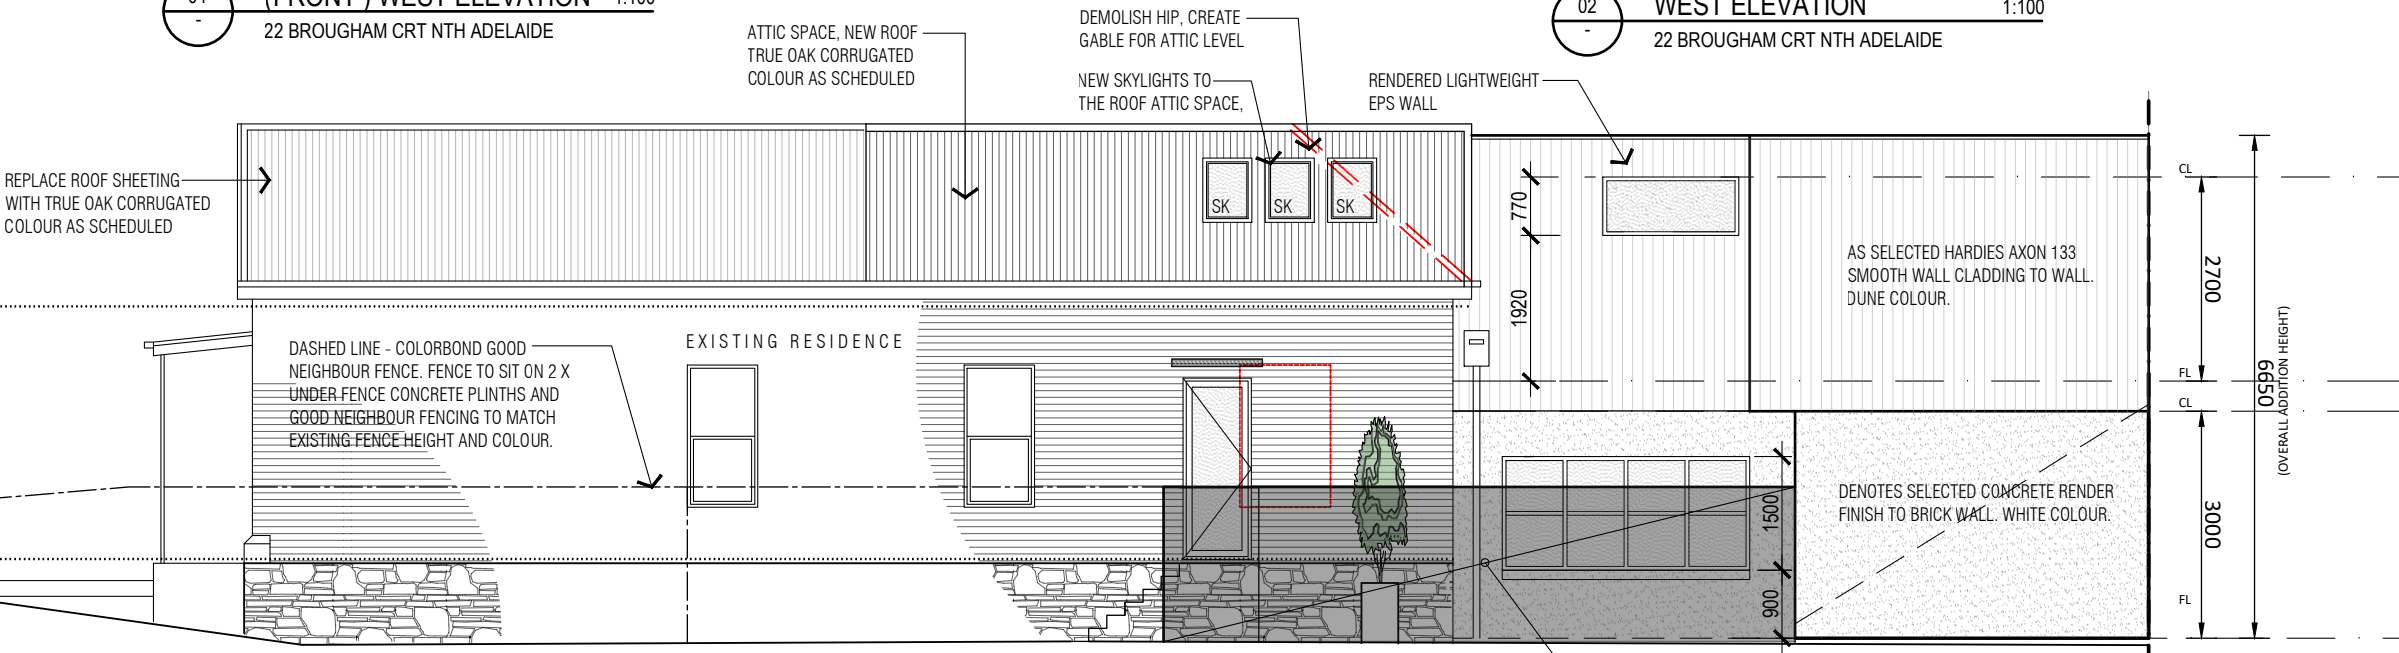 01
(FRONT) WEST ELEVATION 1:100
-
22 BROUGHAM CRT NTH ADELAIDE
02
WEST ELEVATION 1:100
-
22 BROUGHAM CRT NTH ADELAIDE
ATTIC SPACE, NEW ROOF
TRUE OAK CORRUGATED
COLOUR AS SCHEDULED
DEMOLISH HIP, CREATE
GABLE FOR ATTIC LEVEL
NEW SKYLIGHTS TO
THE ROOF ATTIC SPACE,
RENDERED LIGHTWEIGHT
EPS WALL
REPLACE ROOF SHEETING
WITH TRUE OAK CORRUGATED
COLOUR AS SCHEDULED
SK
SK
SK
770
1920
AS SELECTED HARDIES AXON 133
SMOOTH WALL CLADDING TO WALL.
DUNE COLOUR.
CL
2700
FL
CL
6650
(OVERALL ADDITION HEIGHT)
EXISTING RESIDENCE
DASHED LINE - COLORBOND GOOD
NEIGHBOUR FENCE. FENCE TO SIT ON 2 X
UNDER FENCE CONCRETE PLINTHS AND
GOOD NEIGHBOUR FENCING TO MATCH
EXISTING FENCE HEIGHT AND COLOUR.
1500
900
DENOTES SELECTED CONCRETE RENDER
FINISH TO BRICK WALL. WHITE COLOUR.
3000
FL